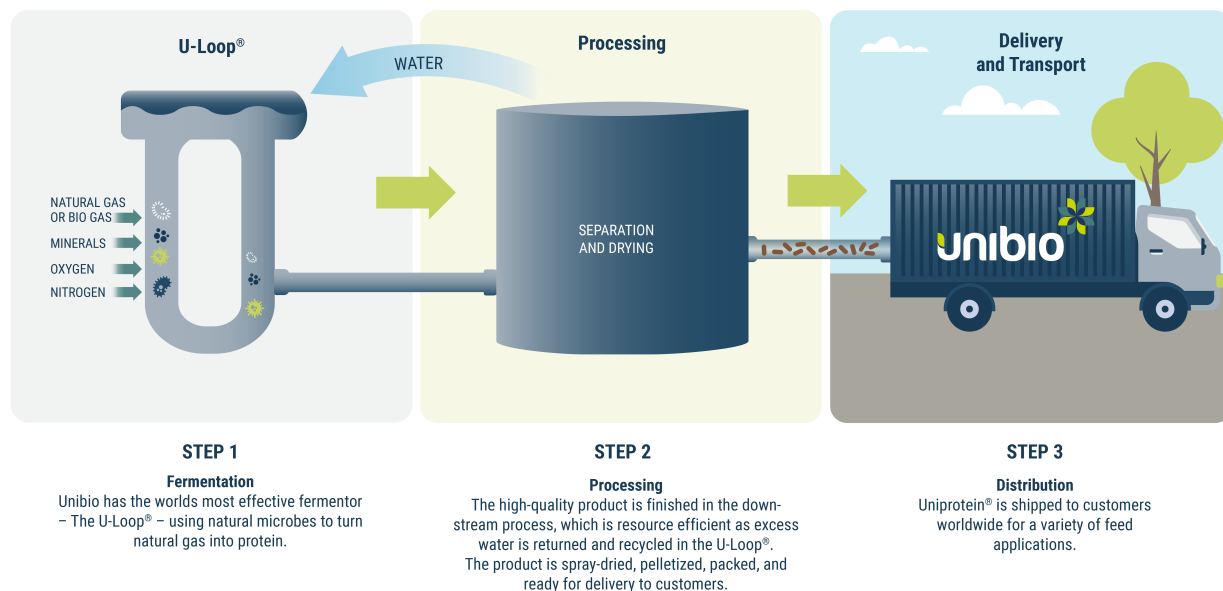 U-Loop®
WATER
NATURAL GAS
OR BIO GAS
MINERALS
OXYGEN
NITROGEN
Processing
SEPARATION
AND DRYING
Delivery
and Transport
unibio
STEP 1
Fermentation
Unibio has the worlds most effective fermentor
– The U-Loop® – using natural microbes to turn
natural gas into protein.
STEP 2
Processing
The high-quality product is finished in the down-
stream process, which is resource efficient as excess
water is returned and recycled in the U-Loop®.
The product is spray-dried, pelletized, packed, and
ready for delivery to customers.
STEP 3
Distribution
Uniprotein® is shipped to customers
worldwide for a variety of feed
applications.